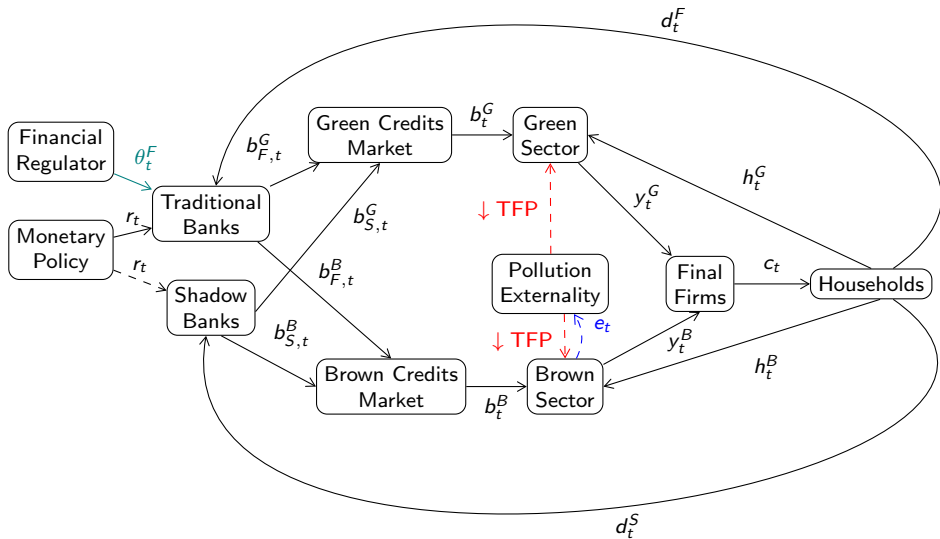 d_t^F
Financial
Regulator
θ_t^F
b_{F,t}^G
Green Credits
Market
b_t^G
Green
Sector
h_t^G
Traditional
Banks
r_t
Monetary
Policy
r_t
b_{S,t}^G
↓ TFP
y_t^G
b_{F,t}^B
Pollution
Externality
Final
Firms
c_t
Households
Shadow
Banks
b_{S,t}^B
↓ TFP
e_t
y_t^B
h_t^B
Brown Credits
Market
b_t^B
Brown
Sector
d_t^S